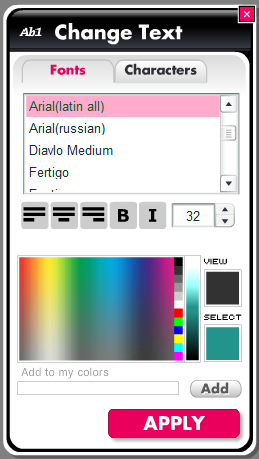 Ab1 Change Text
Fonts Characters
Arial(latin all)
Arial(russian)
Diavlo Medium
Fertigo
B I 32
VIEW
SELECT
Add to my colors
Add
APPLY